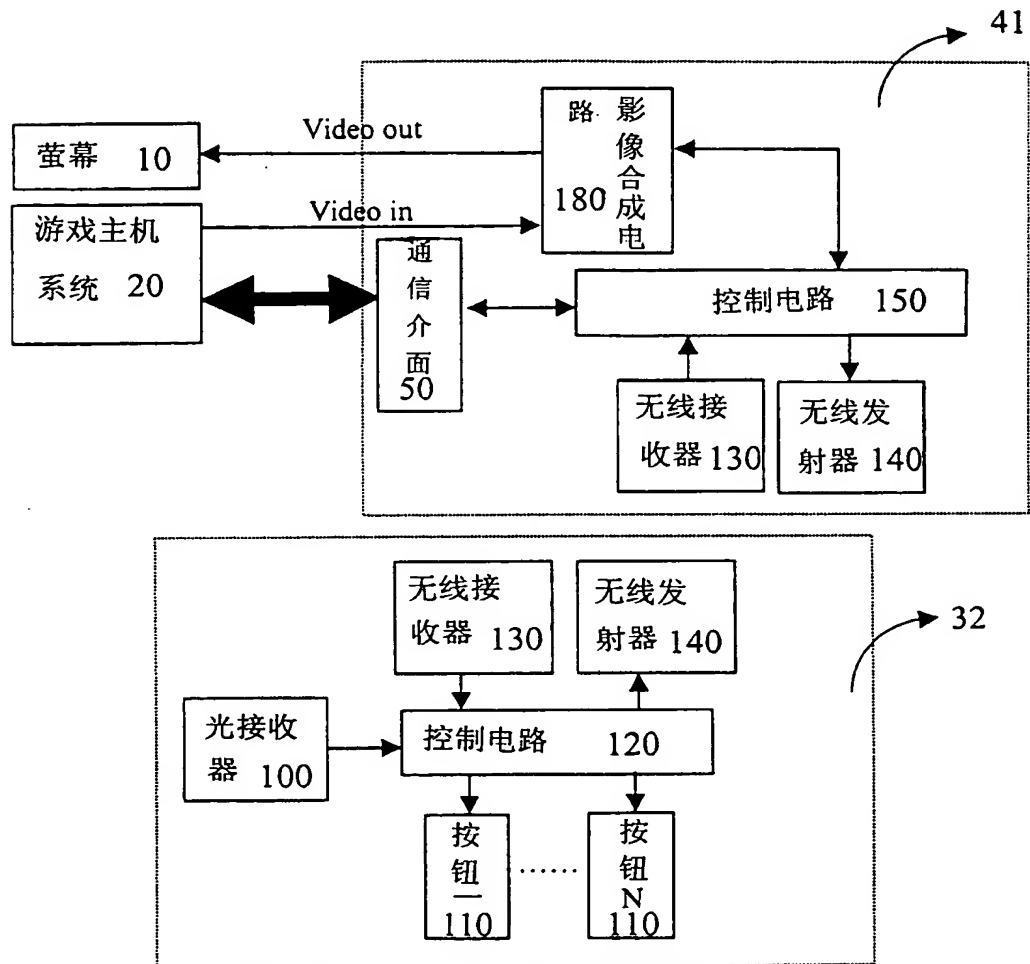 41
影像合成电
路
180
Video out
萤幕 10
Video in
游戏主机
系统 20
通信介面
50
控制电路 150
无线接
收器 130
无线发
射器 140
32
无线接
收器 130
无线发
射器 140
光接收
器 100
控制电路 120
按钮一
110
……
按钮N
110